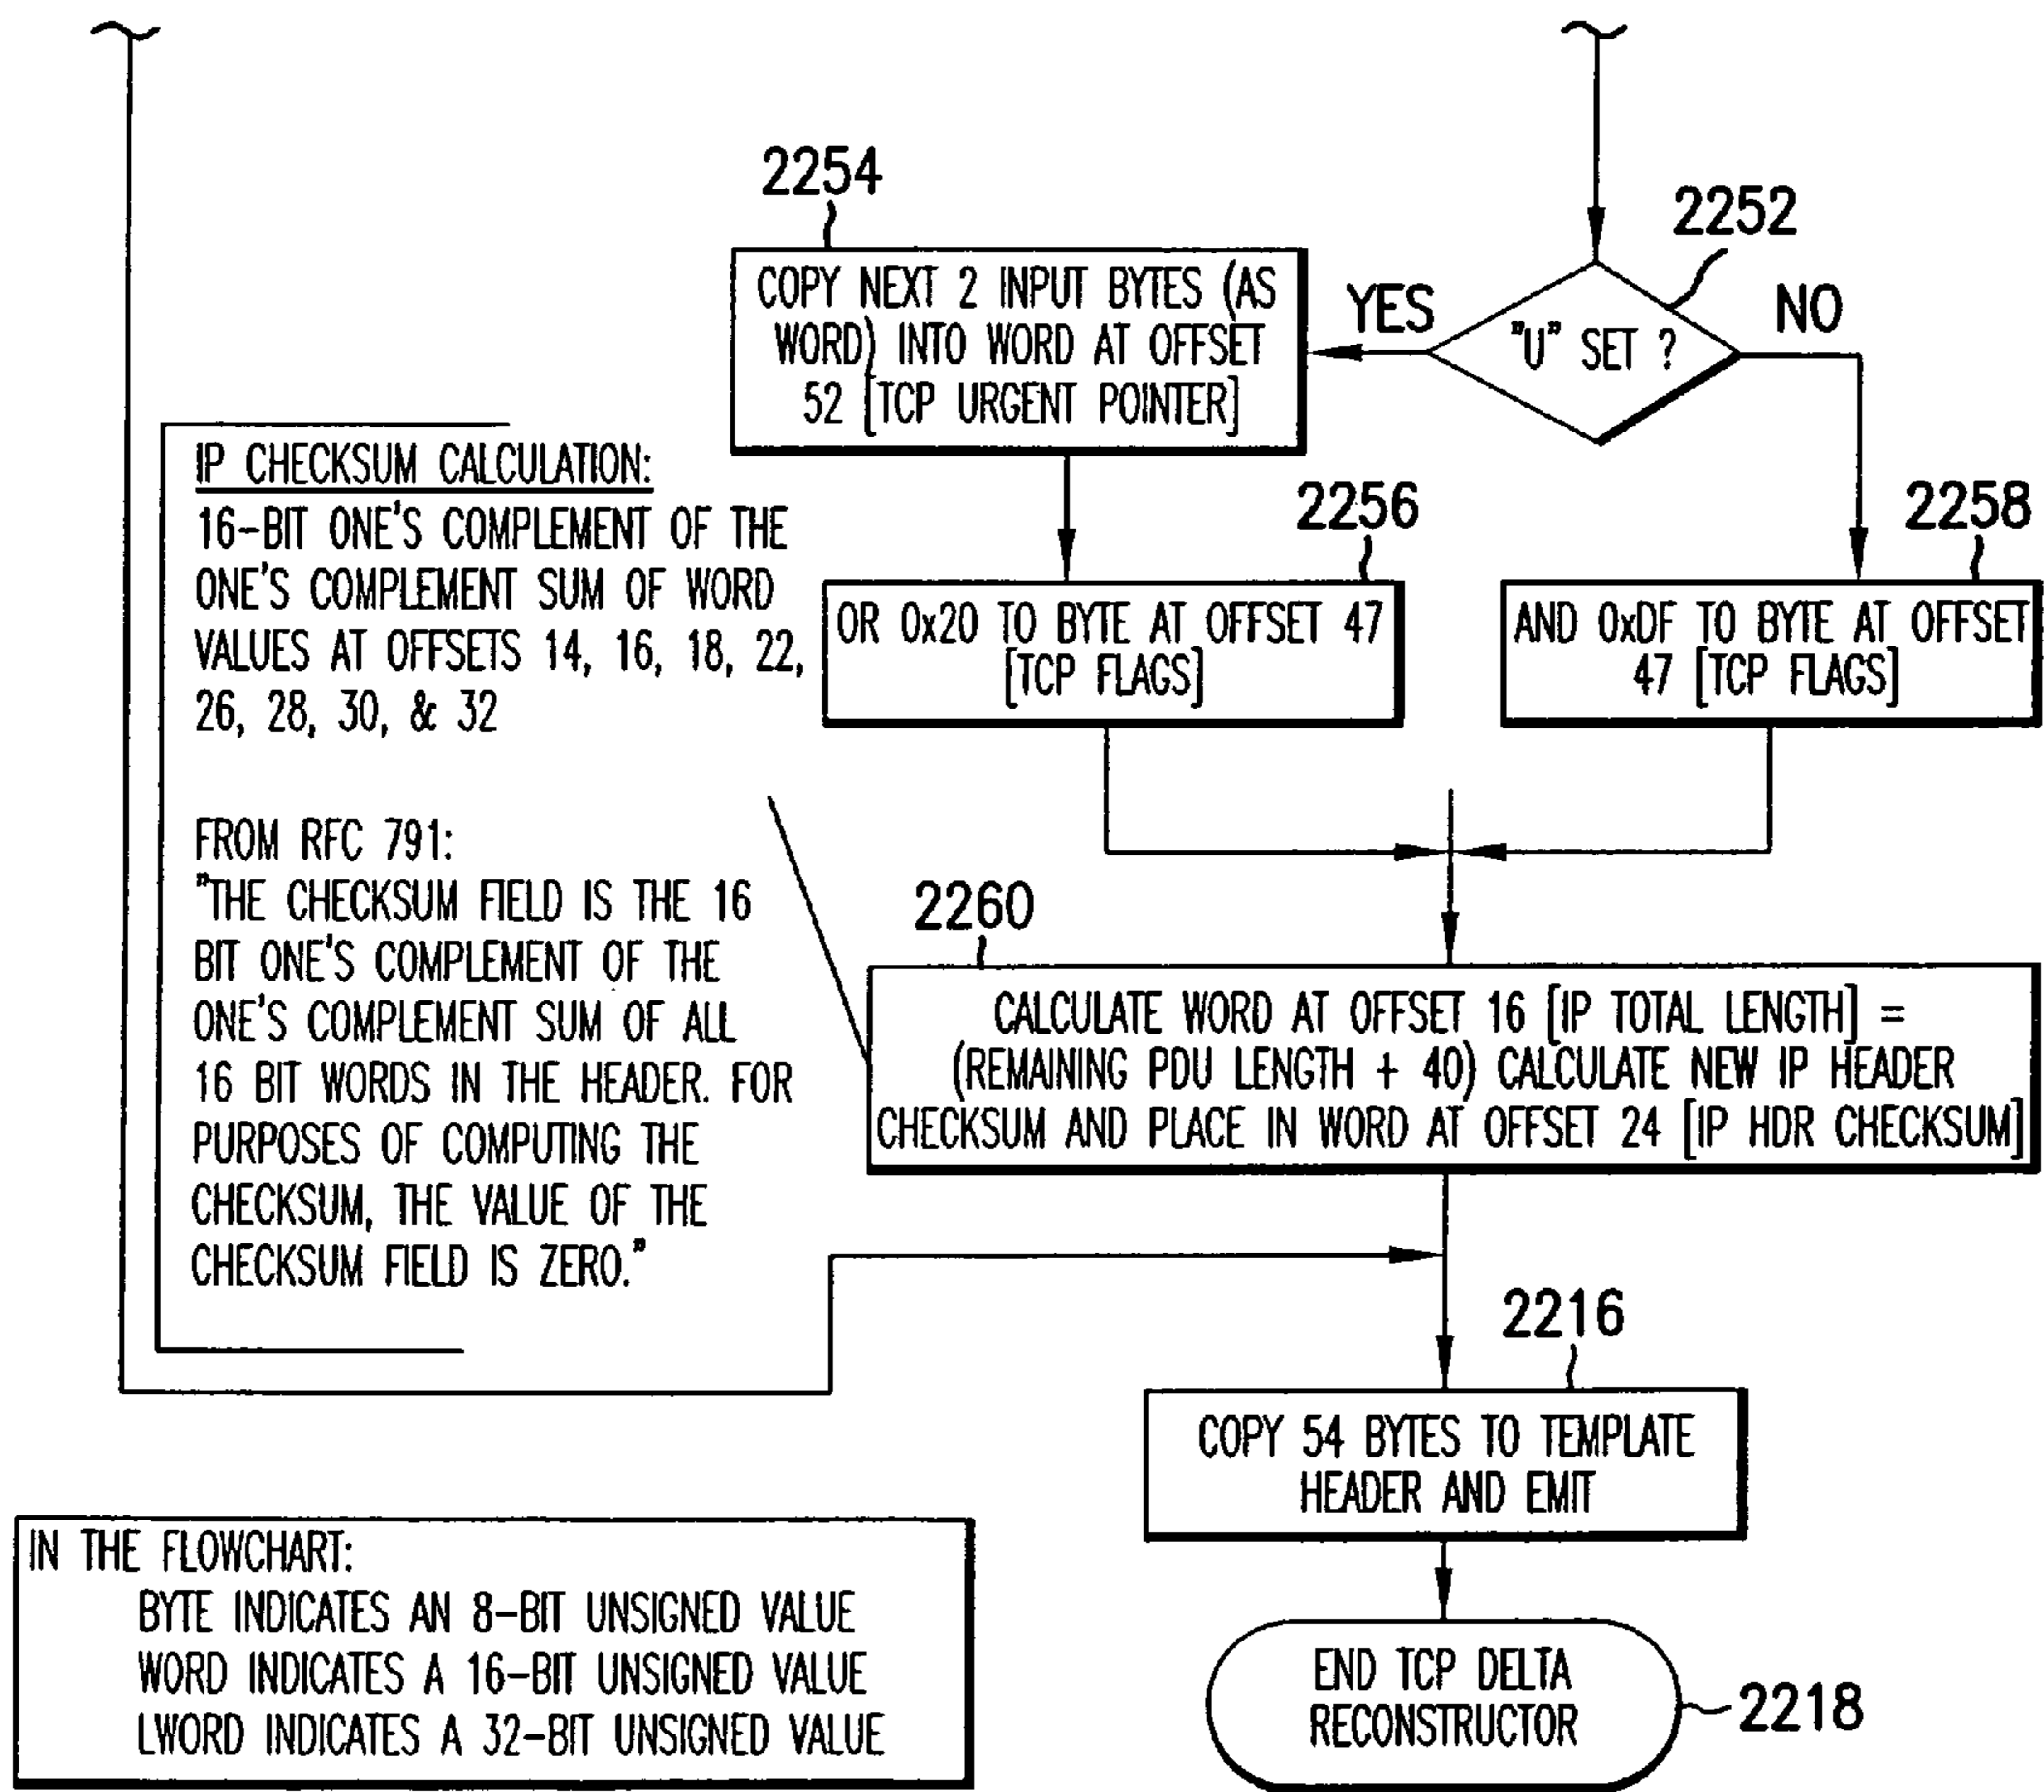 2254
2252
COPY NEXT 2 INPUT BYTES (AS
WORD) INTO WORD AT OFFSET
52 [TCP URGENT POINTER]
YES
"U" SET ?
NO
IP CHECKSUM CALCULATION:
16-BIT ONE'S COMPLEMENT OF THE
ONE'S COMPLEMENT SUM OF WORD
VALUES AT OFFSETS 14, 16, 18, 22,
26, 28, 30, & 32
2256
2258
OR 0x20 TO BYTE AT OFFSET 47
[TCP FLAGS]
AND 0xDF TO BYTE AT OFFSET
47 [TCP FLAGS]
FROM RFC 791:
"THE CHECKSUM FIELD IS THE 16
BIT ONE'S COMPLEMENT OF THE
ONE'S COMPLEMENT SUM OF ALL
16 BIT WORDS IN THE HEADER. FOR
PURPOSES OF COMPUTING THE
CHECKSUM, THE VALUE OF THE
CHECKSUM FIELD IS ZERO."
2260
CALCULATE WORD AT OFFSET 16 [IP TOTAL LENGTH] =
(REMAINING PDU LENGTH + 40) CALCULATE NEW IP HEADER
CHECKSUM AND PLACE IN WORD AT OFFSET 24 [IP HDR CHECKSUM]
2216
COPY 54 BYTES TO TEMPLATE
HEADER AND EMIT
IN THE FLOWCHART:
BYTE INDICATES AN 8-BIT UNSIGNED VALUE
WORD INDICATES A 16-BIT UNSIGNED VALUE
LWORD INDICATES A 32-BIT UNSIGNED VALUE
END TCP DELTA
RECONSTRUCTOR
2218